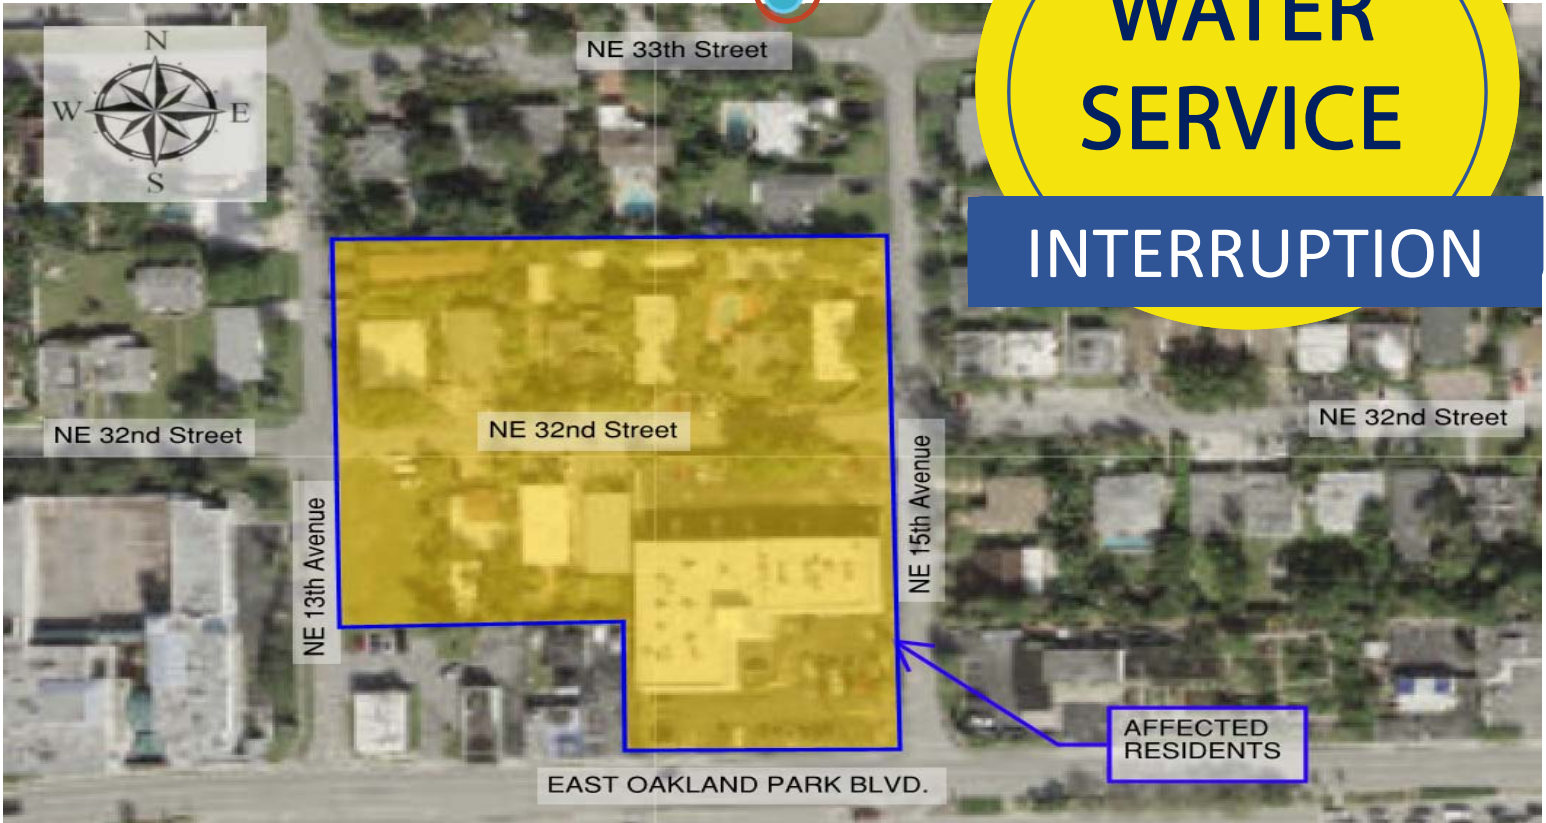 WATER
SERVICE
INTERRUPTION
N
W
E
S
NE 33th Street
NE 32nd Street
NE 32nd Street
NE 32nd Street
NE 13th Avenue
NE 15th Avenue
AFFECTED
RESIDENTS
EAST OAKLAND PARK BLVD.